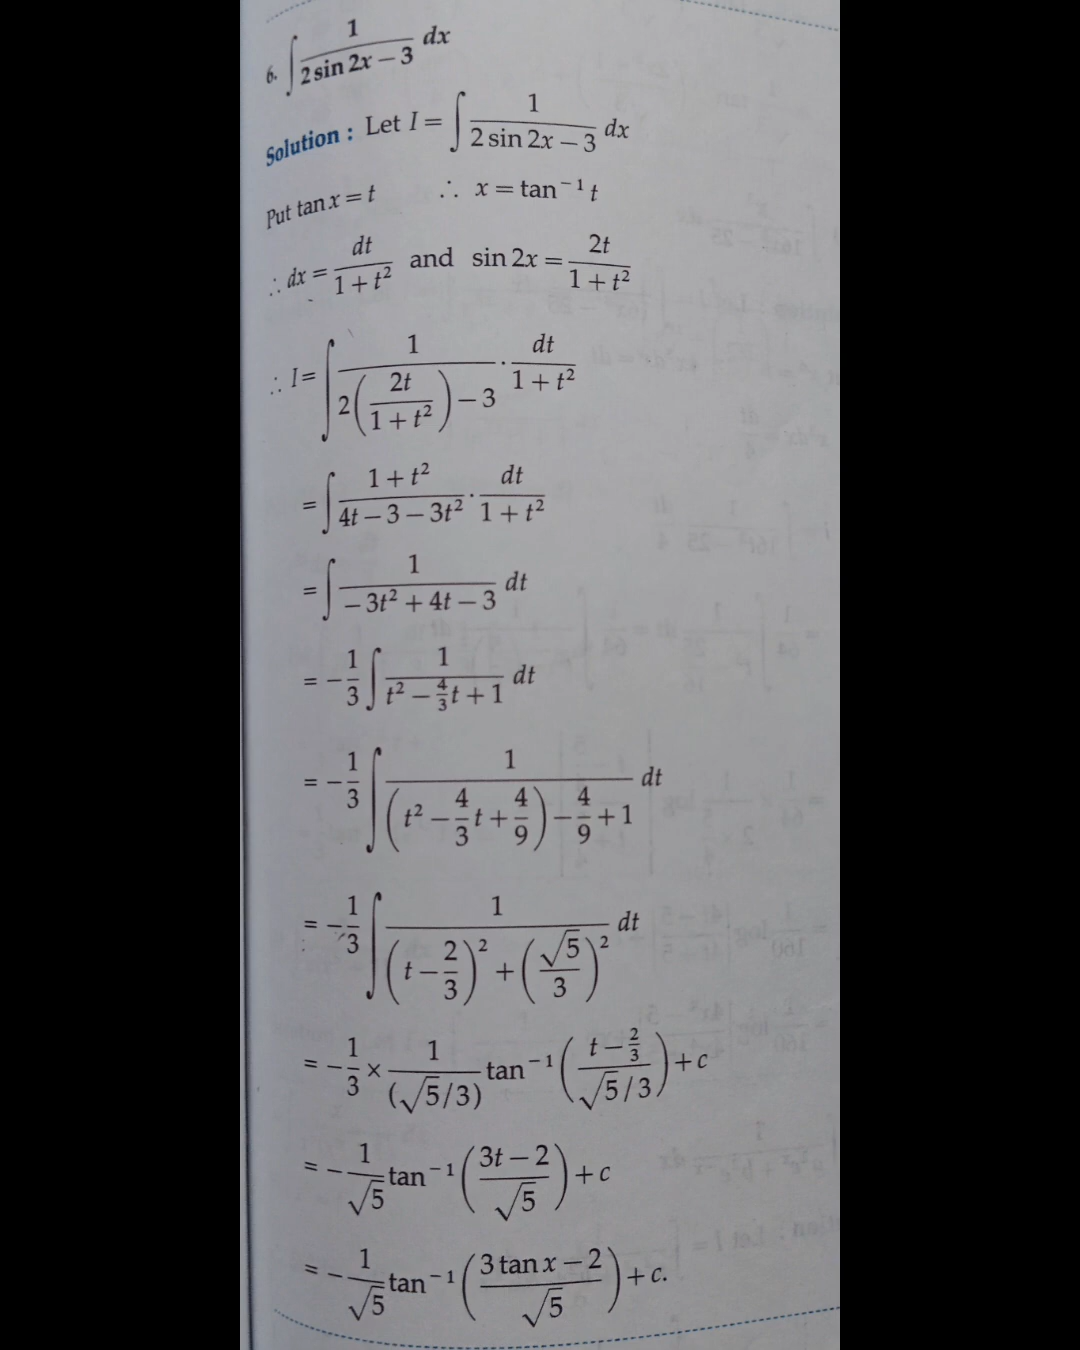 6. ∫ 1/(2 sin 2x − 3) dx
Solution : Let I = ∫ 1/(2 sin 2x − 3) dx
Put tan x = t ∴ x = tan⁻¹ t
∴ dx = dt/(1 + t²) and sin 2x = 2t/(1 + t²)
∴ I = ∫ 1/(2(2t/(1 + t²)) − 3) · dt/(1 + t²)
= ∫ (1 + t²)/(4t − 3 − 3t²) · dt/(1 + t²)
= ∫ 1/(− 3t² + 4t − 3) dt
= − 1/3 ∫ 1/(t² − 4/3 t + 1) dt
= − 1/3 ∫ 1/((t² − 4/3 t + 4/9) − 4/9 + 1) dt
= − 1/3 ∫ 1/((t − 2/3)² + (√5/3)²) dt
= − 1/3 × 1/(√5/3) tan⁻¹ ((t − 2/3)/(√5/3)) + c
= − 1/√5 tan⁻¹ ((3t − 2)/√5) + c
= − 1/√5 tan⁻¹ ((3 tan x − 2)/√5) + c.